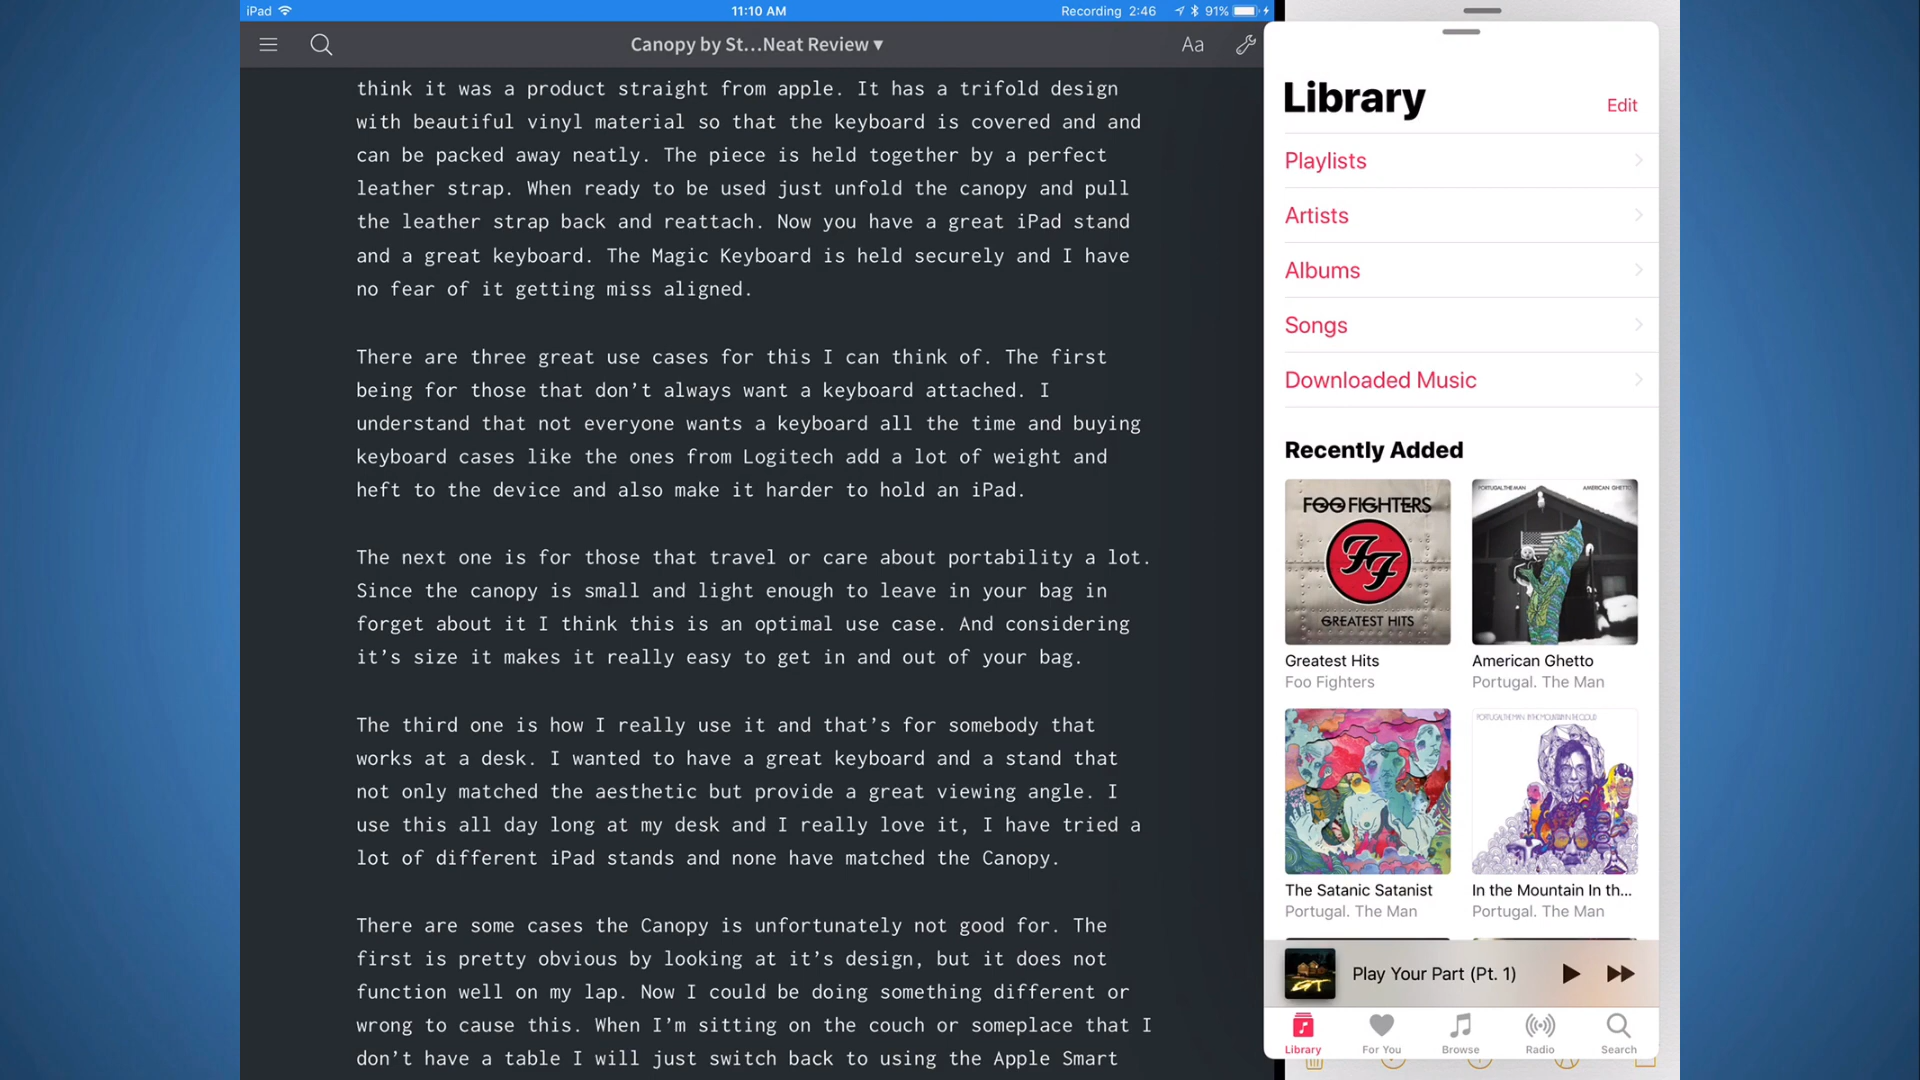 iPad
11:10 AM
Recording 2:46
91%
Canopy by St...Neat Review ▾
Aa
think it was a product straight from apple. It has a trifold design
with beautiful vinyl material so that the keyboard is covered and and
can be packed away neatly. The piece is held together by a perfect
leather strap. When ready to be used just unfold the canopy and pull
the leather strap back and reattach. Now you have a great iPad stand
and a great keyboard. The Magic Keyboard is held securely and I have
no fear of it getting miss aligned.
There are three great use cases for this I can think of. The first
being for those that don’t always want a keyboard attached. I
understand that not everyone wants a keyboard all the time and buying
keyboard cases like the ones from Logitech add a lot of weight and
heft to the device and also make it harder to hold an iPad.
The next one is for those that travel or care about portability a lot.
Since the canopy is small and light enough to leave in your bag in
forget about it I think this is an optimal use case. And considering
it’s size it makes it really easy to get in and out of your bag.
The third one is how I really use it and that’s for somebody that
works at a desk. I wanted to have a great keyboard and a stand that
not only matched the aesthetic but provide a great viewing angle. I
use this all day long at my desk and I really love it, I have tried a
lot of different iPad stands and none have matched the Canopy.
There are some cases the Canopy is unfortunately not good for. The
first is pretty obvious by looking at it’s design, but it does not
function well on my lap. Now I could be doing something different or
wrong to cause this. When I’m sitting on the couch or someplace that I
don’t have a table I will just switch back to using the Apple Smart
Library
Edit
Playlists
Artists
Albums
Songs
Downloaded Music
Recently Added
FOO FIGHTERS
FF
GREATEST HITS
PORTUGAL.THE MAN AMERICAN GHETTO
Greatest Hits
Foo Fighters
American Ghetto
Portugal. The Man
PORTUGAL.THE MAN IN THE MOUNTAIN IN THE CLOUD
The Satanic Satanist
Portugal. The Man
In the Mountain In th...
Portugal. The Man
Play Your Part (Pt. 1)
Library
For You
Browse
Radio
Search